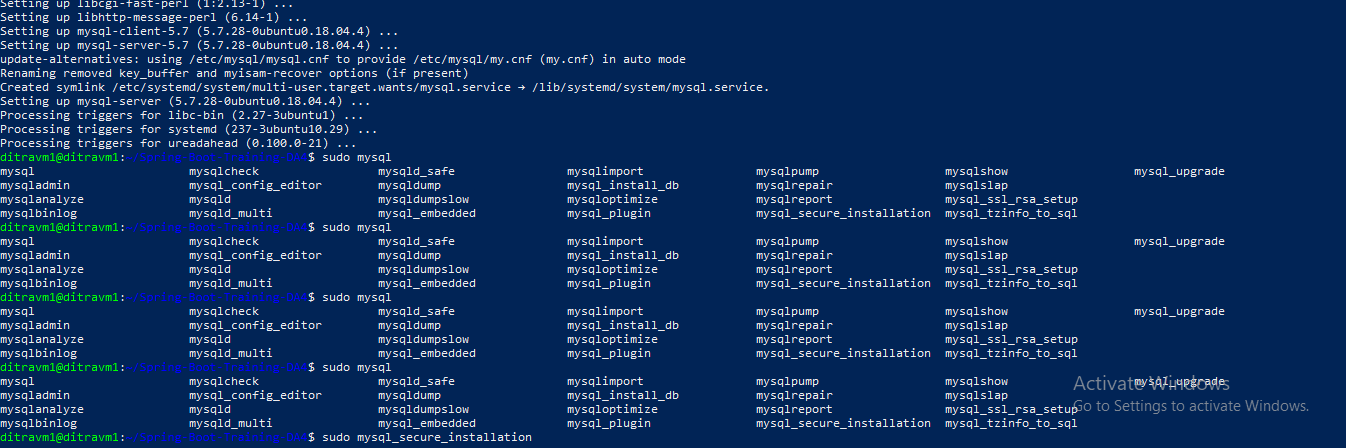 Setting up libcgi-fast-perl (1:2.13-1) ...
Setting up libhttp-message-perl (6.14-1) ...
Setting up mysql-client-5.7 (5.7.28-0ubuntu0.18.04.4) ...
Setting up mysql-server-5.7 (5.7.28-0ubuntu0.18.04.4) ...
update-alternatives: using /etc/mysql/mysql.cnf to provide /etc/mysql/my.cnf (my.cnf) in auto mode
Renaming removed key_buffer and myisam-recover options (if present)
Created symlink /etc/systemd/system/multi-user.target.wants/mysql.service → /lib/systemd/system/mysql.service.
Setting up mysql-server (5.7.28-0ubuntu0.18.04.4) ...
Processing triggers for libc-bin (2.27-3ubuntu1) ...
Processing triggers for systemd (237-3ubuntu10.29) ...
Processing triggers for ureadahead (0.100.0-21) ...
ditravm1@ditravm1:~/Spring-Boot-Training-$ sudo mysql
mysql mysqlcheck mysqld_safe mysqlimport mysqlpump mysqlshow mysql_upgrade
mysqladmin mysql_config_editor mysqldump mysql_install_db mysqlrepair mysqlslap
mysqlanalyze mysqld mysqldumpslow mysqloptimize mysqlreport mysql_ssl_rsa_setup
mysqlbinlog mysqld_multi mysql_embedded mysql_plugin mysql_secure_installation mysql_tzinfo_to_sql
ditravm1@ditravm1:~/Spring-Boot-Training-$ sudo mysql
mysql mysqlcheck mysqld_safe mysqlimport mysqlpump mysqlshow mysql_upgrade
mysqladmin mysql_config_editor mysqldump mysql_install_db mysqlrepair mysqlslap
mysqlanalyze mysqld mysqldumpslow mysqloptimize mysqlreport mysql_ssl_rsa_setup
mysqlbinlog mysqld_multi mysql_embedded mysql_plugin mysql_secure_installation mysql_tzinfo_to_sql
ditravm1@ditravm1:~/Spring-Boot-Training-$ sudo mysql
mysql mysqlcheck mysqld_safe mysqlimport mysqlpump mysqlshow mysql_upgrade
mysqladmin mysql_config_editor mysqldump mysql_install_db mysqlrepair mysqlslap
mysqlanalyze mysqld mysqldumpslow mysqloptimize mysqlreport mysql_ssl_rsa_setup
mysqlbinlog mysqld_multi mysql_embedded mysql_plugin mysql_secure_installation mysql_tzinfo_to_sql
ditravm1@ditravm1:~/Spring-Boot-Training-$ sudo mysql
mysql mysqlcheck mysqld_safe mysqlimport mysqlpump mysqlshow mysql_upgrade
mysqladmin mysql_config_editor mysqldump mysql_install_db mysqlrepair mysqlslap
mysqlanalyze mysqld mysqldumpslow mysqloptimize mysqlreport mysql_ssl_rsa_setup
mysqlbinlog mysqld_multi mysql_embedded mysql_plugin mysql_secure_installation mysql_tzinfo_to_sql
ditravm1@ditravm1:~/Spring-Boot-Training-$ sudo mysql_secure_installation
Activate Windows
Go to Settings to activate Windows.